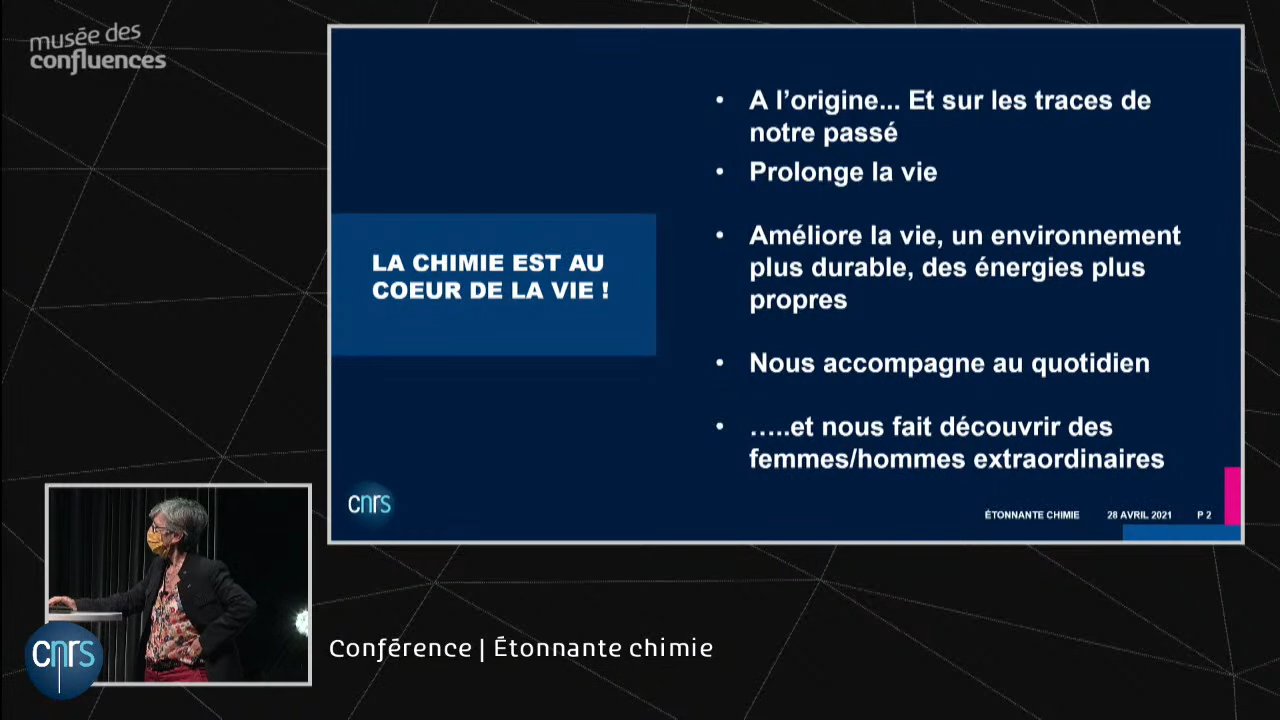 musée des
confluences
A l'origine... Et sur les traces de
notre passé
Prolonge la vie
LA CHIMIE EST AU
COEUR DE LA VIE !
Améliore la vie, un environnement
plus durable, des énergies plus
propres
Nous accompagne au quotidien
.....et nous fait découvrir des
femmes/hommes extraordinaires
cnrs
ÉTONNANTE CHIMIE 28 AVRIL 2021 P 2
cnrs
Conférence | Étonnante chimie